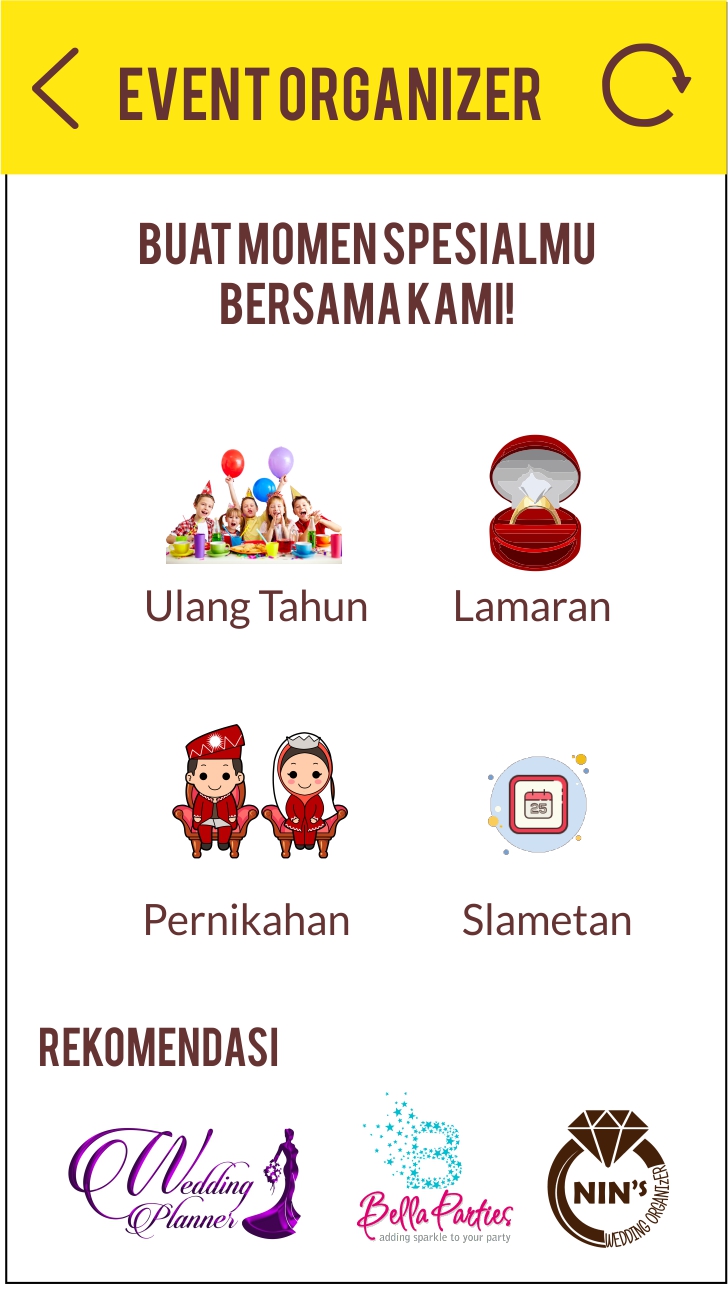 EVENT ORGANIZER
BUAT MOMEN SPESIALMU
BERSAMA KAMI!
Ulang Tahun
Lamaran
25
Pernikahan
Slametan
REKOMENDASI
Wedding
Planner
B
Bella Parties
adding sparkle to your party
NIN'S
WEDDING ORGANIZER